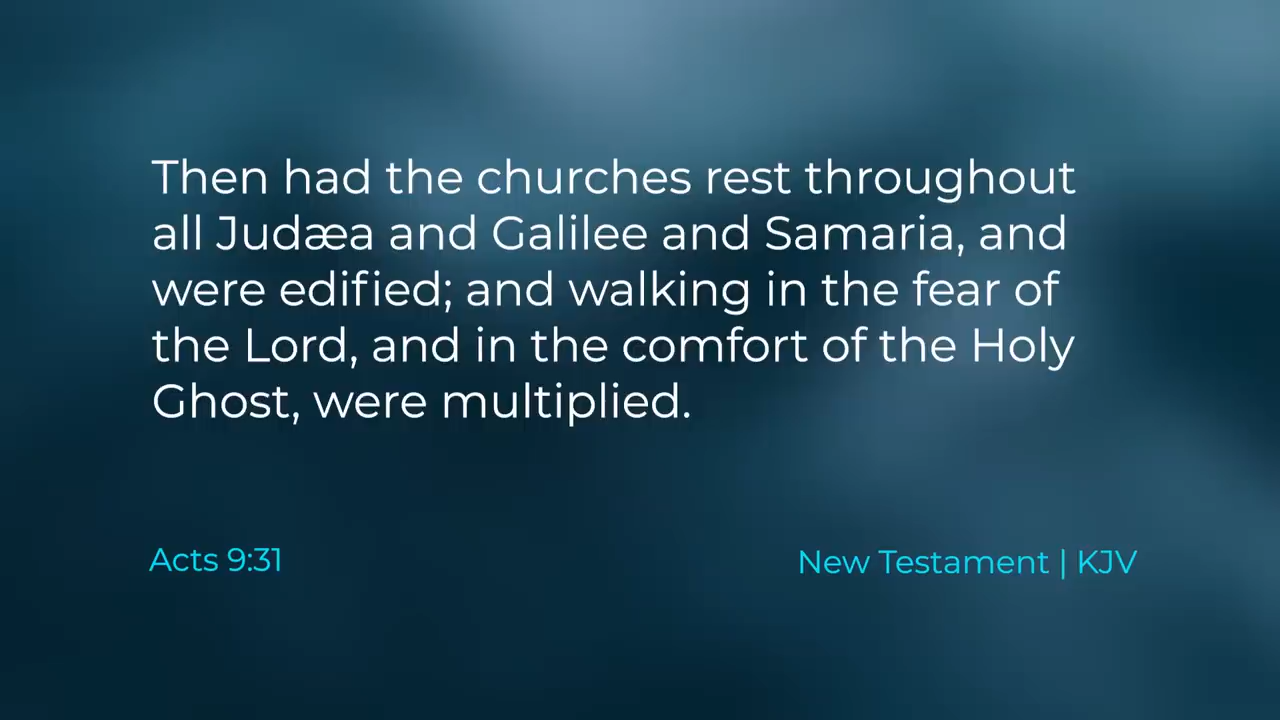 Then had the churches rest throughout
all Judæa and Galilee and Samaria, and
were edified; and walking in the fear of
the Lord, and in the comfort of the Holy
Ghost, were multiplied.
Acts 9:31
New Testament | KJV